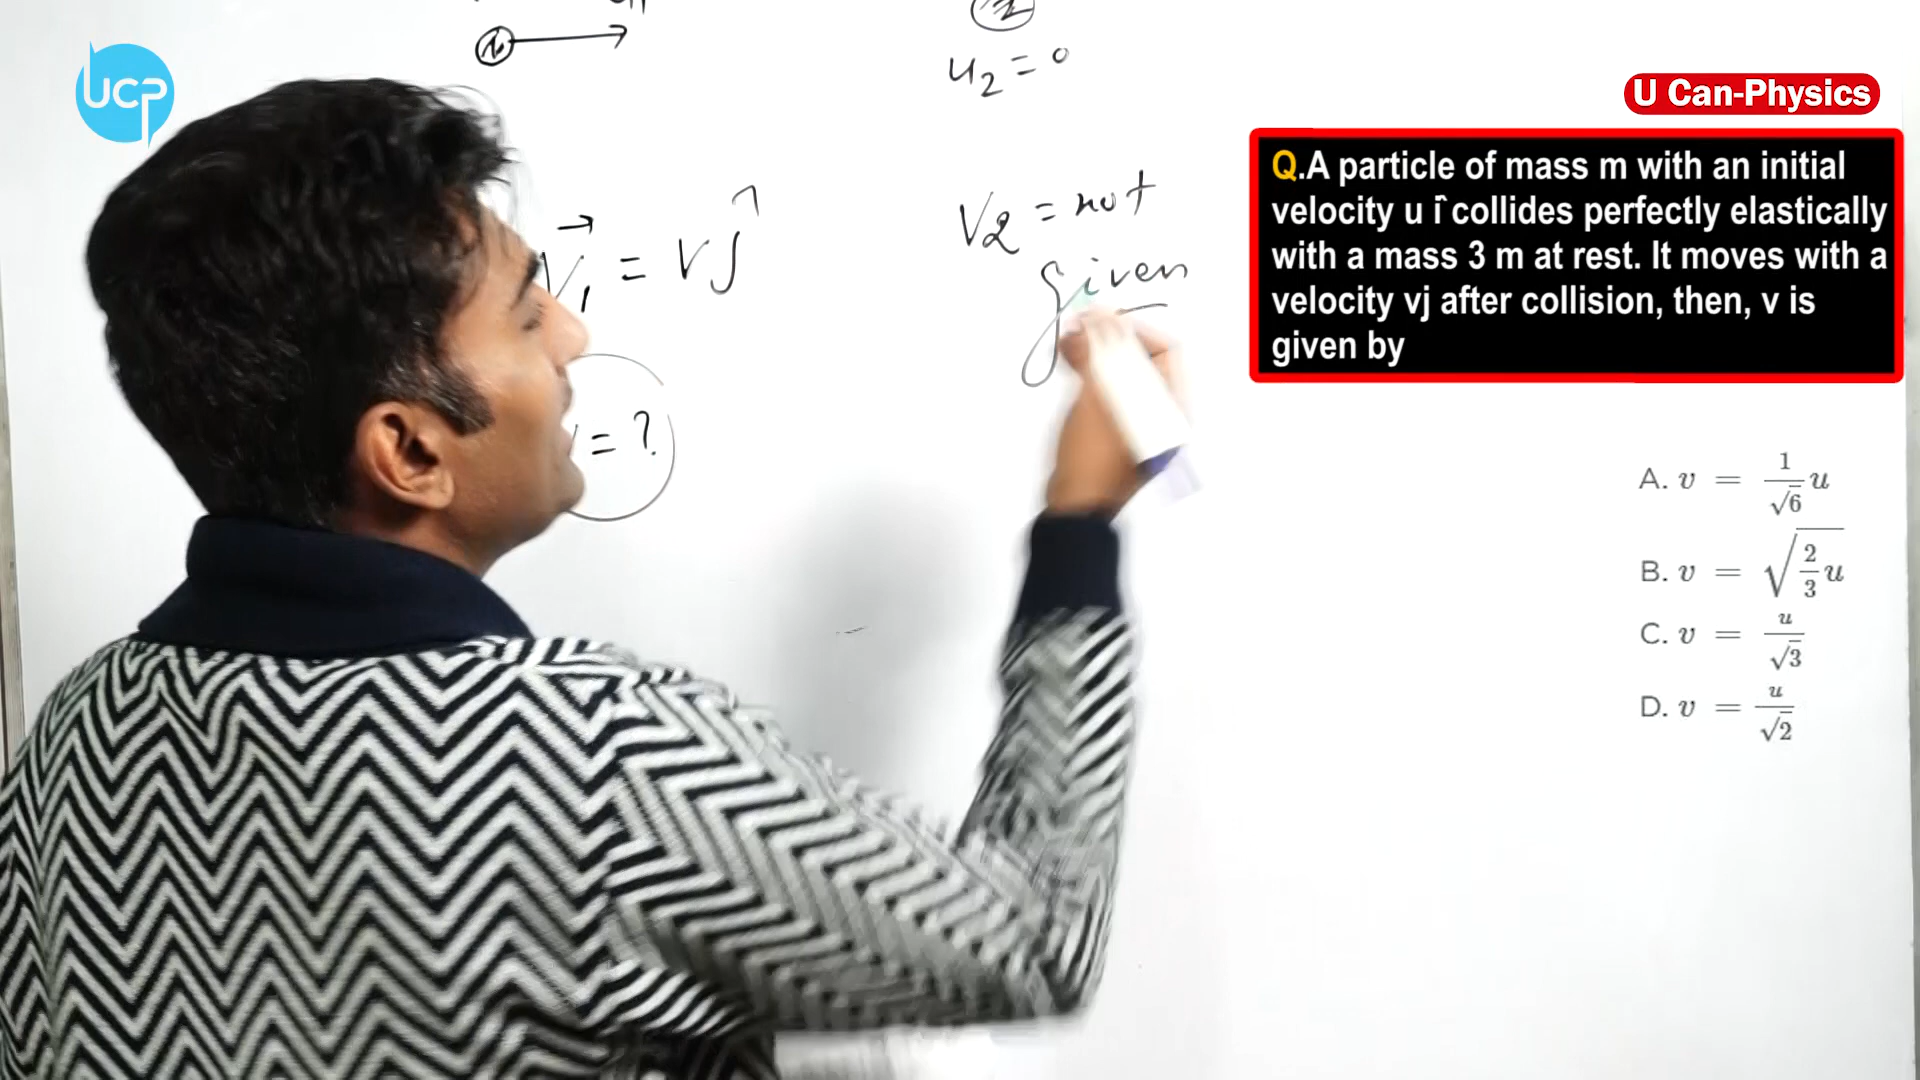 UCP
u₂ = 0
U Can-Physics
Q.A particle of mass m with an initial
velocity u î collides perfectly elastically
with a mass 3 m at rest. It moves with a
velocity vj after collision, then, v is
given by
V⃗₁ = vĵ
V₂ = not
given
= ?
A. v = 1/√6 u
B. v = √(2/3) u
C. v = u/√3
D. v = u/√2